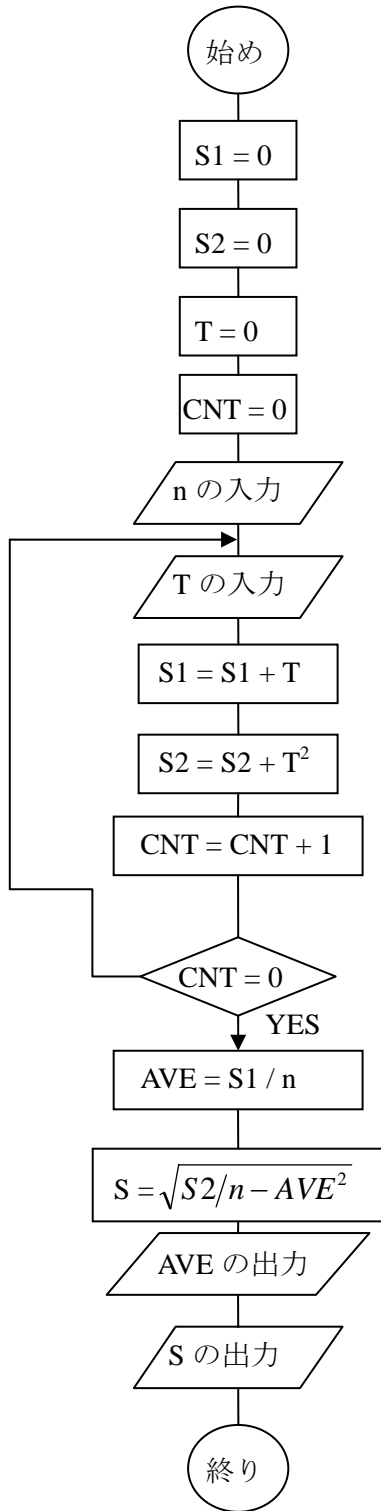 始め
S1 = 0
S2 = 0
T = 0
CNT = 0
n の入力
T の入力
S1 = S1 + T
S2 = S2 + T²
CNT = CNT + 1
CNT = 0
YES
AVE = S1 / n
S = √S2/n − AVE²
AVE の出力
S の出力
終り